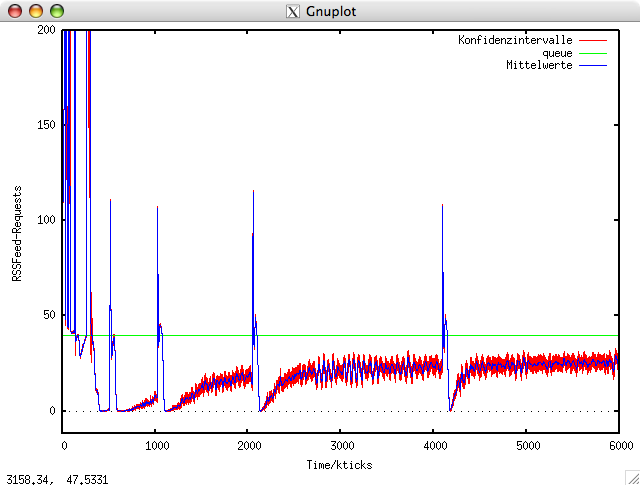 Gnuplot
200
Konfidenzintervalle
queue
Mittelwerte
150
100
RSSFeed-Requests
50
0
0 1000 2000 3000 4000 5000 6000
Time/kticks
3158.34, 47.5331